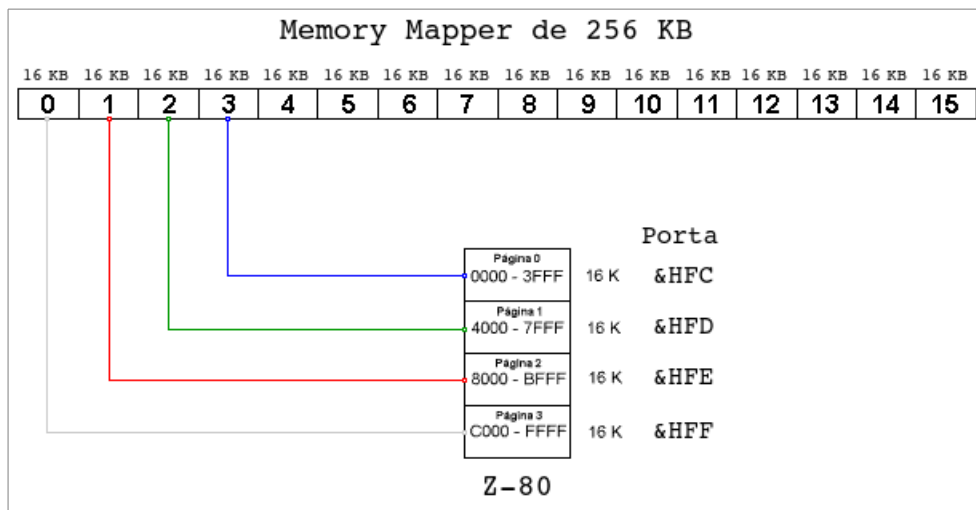 Memory Mapper de 256 KB
16 KB 16 KB 16 KB 16 KB 16 KB 16 KB 16 KB 16 KB 16 KB 16 KB 16 KB 16 KB 16 KB 16 KB 16 KB 16 KB
0 1 2 3 4 5 6 7 8 9 10 11 12 13 14 15
Porta
Página 0
0000 - 3FFF 16 K &HFC
Página 1
4000 - 7FFF 16 K &HFD
Página 2
8000 - BFFF 16 K &HFE
Página 3
C000 - FFFF 16 K &HFF
Z-80